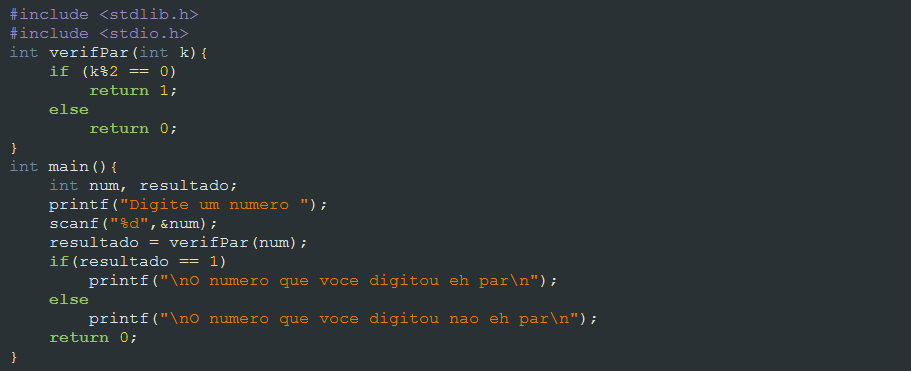 #include <stdlib.h>
#include <stdio.h>
int verifPar(int k){
    if (k%2 == 0)
        return 1;
    else
        return 0;
}
int main(){
    int num, resultado;
    printf("Digite um numero ");
    scanf("%d",&num);
    resultado = verifPar(num);
    if(resultado == 1)
        printf("\nO numero que voce digitou eh par\n");
    else
        printf("\nO numero que voce digitou nao eh par\n");
    return 0;
}